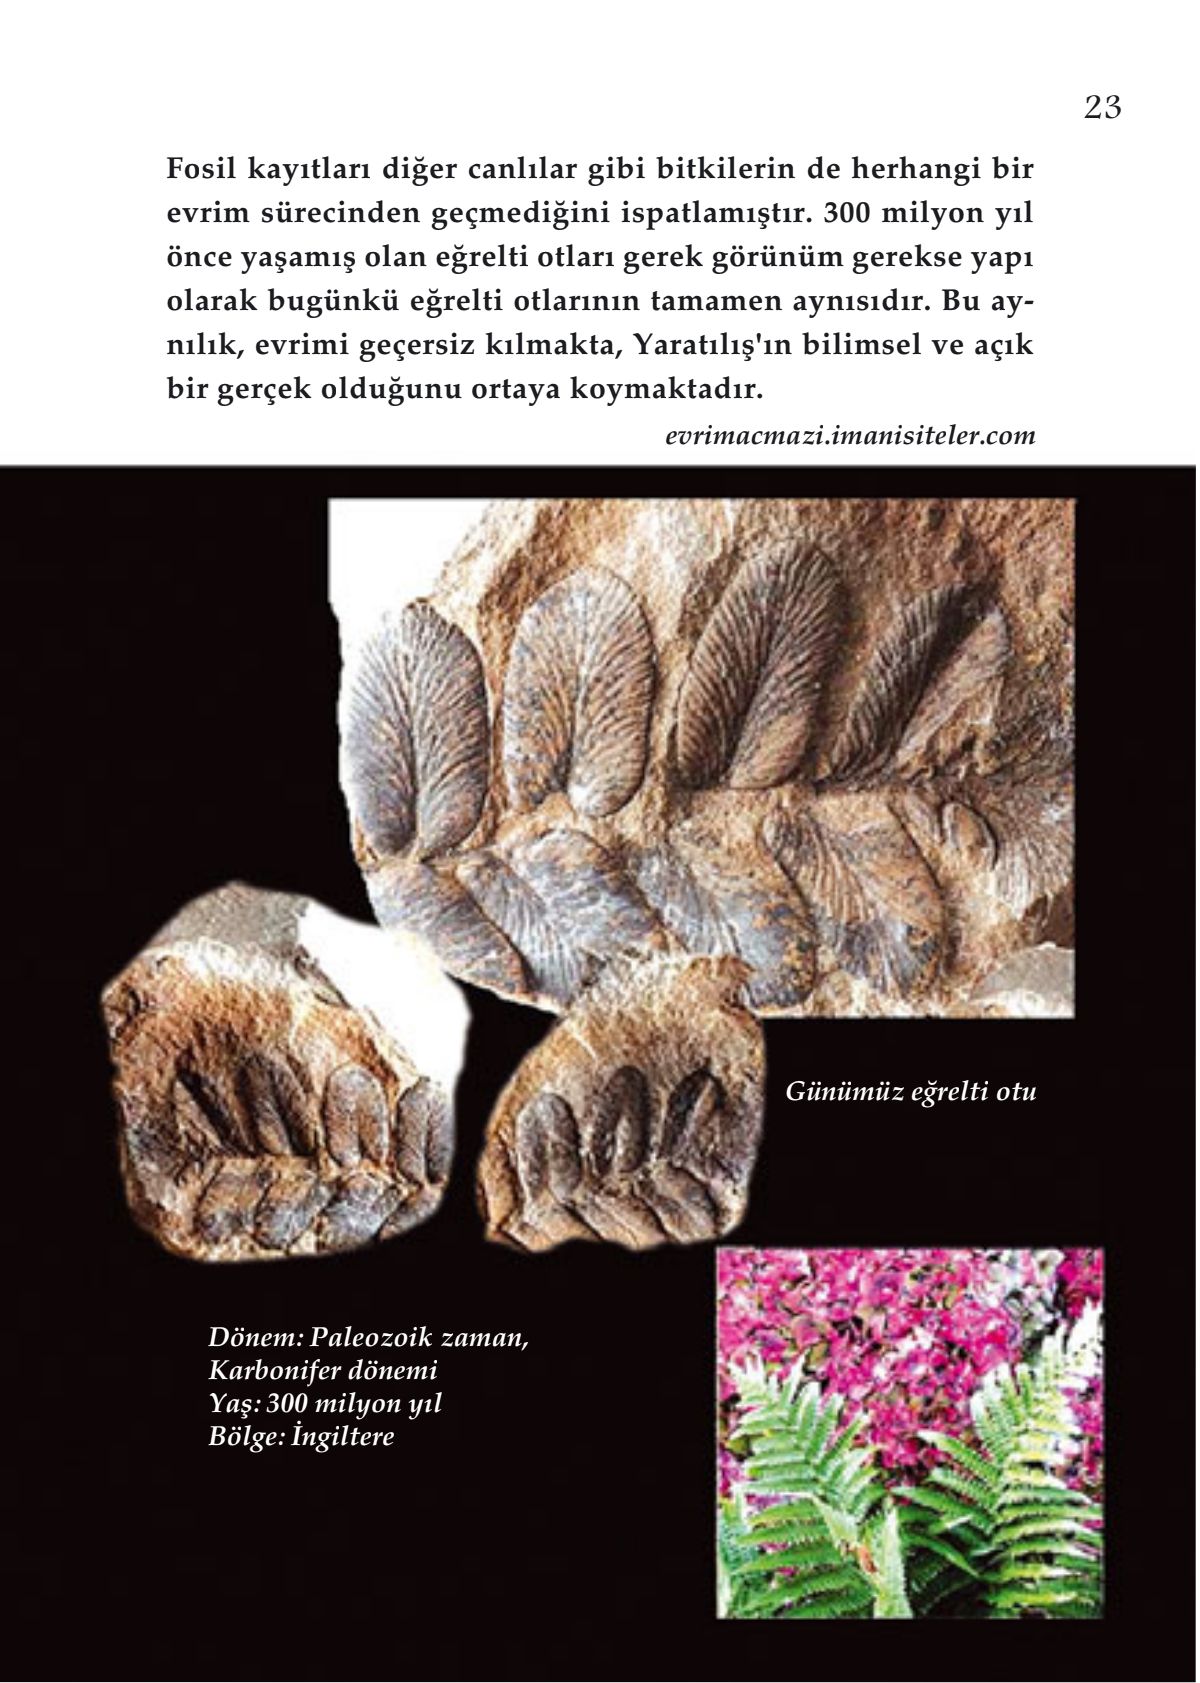 23
Fosil kayıtları diğer canlılar gibi bitkilerin de herhangi bir
evrim sürecinden geçmediğini ispatlamıştır. 300 milyon yıl
önce yaşamış olan eğrelti otları gerek görünüm gerekse yapı
olarak bugünkü eğrelti otlarının tamamen aynısıdır. Bu ay-
nılık, evrimi geçersiz kılmakta, Yaratılış'ın bilimsel ve açık
bir gerçek olduğunu ortaya koymaktadır.
evrimacmazi.imanisiteler.com
Günümüz eğrelti otu
Dönem: Paleozoik zaman,
Karbonifer dönemi
Yaş: 300 milyon yıl
Bölge: İngiltere